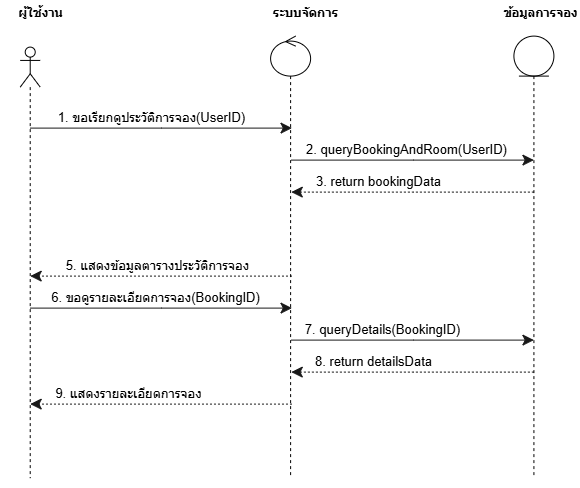 ผู้ใช้งาน ระบบจัดการ ข้อมูลการจอง
1. ขอเรียกดูประวัติการจอง(UserID)
2. queryBookingAndRoom(UserID)
3. return bookingData
5. แสดงข้อมูลตารางประวัติการจอง
6. ขอดูรายละเอียดการจอง(BookingID)
7. queryDetails(BookingID)
8. return detailsData
9. แสดงรายละเอียดการจอง